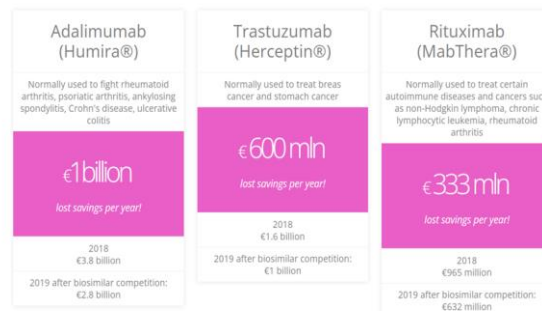 Adalimumab
(Humira®)
Normally used to fight rheumatoid
arthritis, psoriatic arthritis, ankylosing
spondylitis, Crohn's disease, ulcerative
colitis
€1billion
lost savings per year!
2018
€3.8 billion
2019 after biosimilar competition:
€2.8 billion
Trastuzumab
(Herceptin®)
Normally used to treat breas
cancer and stomach cancer
€600 mln
lost savings per year!
2018
€1.6 billion
2019 after biosimilar competition:
€1 billion
Rituximab
(MabThera®)
Normally used to treat certain
autoimmune diseases and cancers suc
as non-Hodgkin lymphoma, chronic
lymphocytic leukemia, rheumatoid
arthritis
€333 mln
lost savings per year!
2018
€965 million
2019 after biosimilar competition:
€632 million